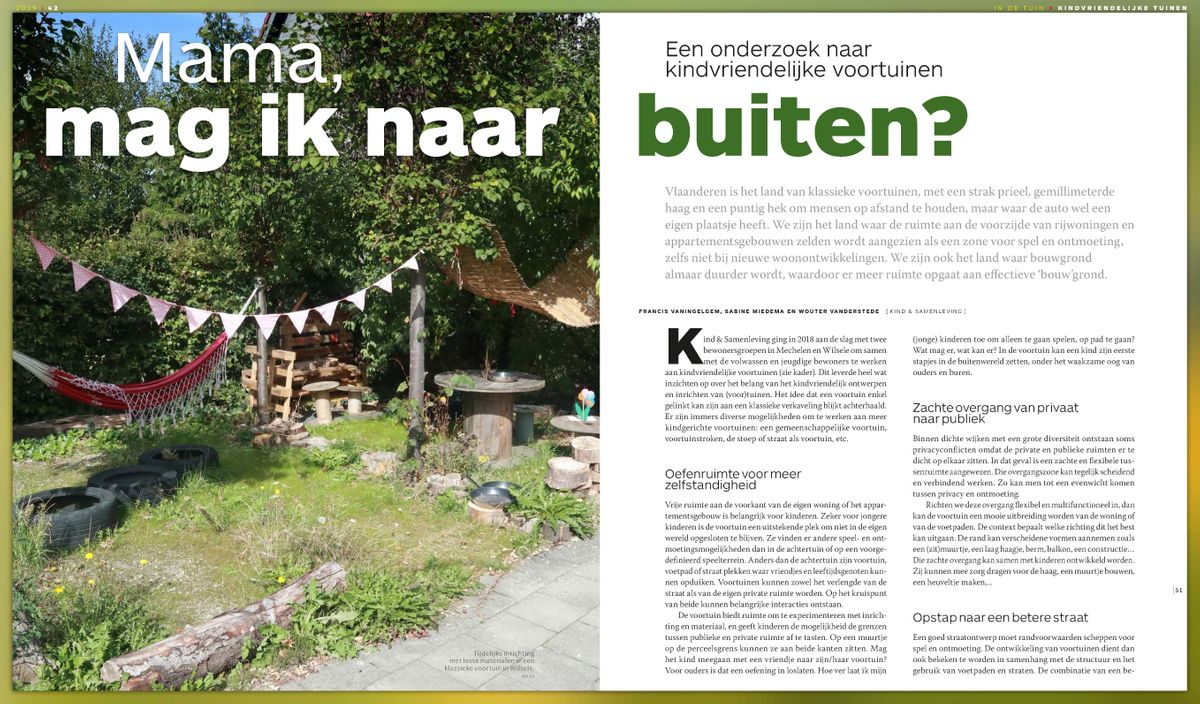 2019 | 42
IN DE TUIN > KINDVRIENDELIJKE TUINEN
Mama,
mag ik naar
Een onderzoek naar
kindvriendelijke voortuinen
buiten?
Vlaanderen is het land van klassieke voortuinen, met een strak prieel, gemillimeterde
haag en een puntig hek om mensen op afstand te houden, maar waar de auto wel een
eigen plaatsje heeft. We zijn het land waar de ruimte aan de voorzijde van rijwoningen en
appartementsgebouwen zelden wordt aangezien als een zone voor spel en ontmoeting,
zelfs niet bij nieuwe woonontwikkelingen. We zijn ook het land waar bouwgrond
almaar duurder wordt, waardoor er meer ruimte opgaat aan effectieve ‘bouw’grond.
FRANCIS VANINGELGEM, SABINE MIEDEMA EN WOUTER VANDERSTEDE [KIND & SAMENLEVING]
Kind & Samenleving ging in 2018 aan de slag met twee
bewonersgroepen in Mechelen en Wilsele om samen
met de volwassen en jeugdige bewoners te werken
aan kindvriendelijke voortuinen (zie kader). Dit leverde heel wat
inzichten op over het belang van het kindvriendelijk ontwerpen
en inrichten van (voor)tuinen. Het idee dat een voortuin enkel
gelinkt kan zijn aan een klassieke verkaveling blijkt achterhaald.
Er zijn immers diverse mogelijkheden om te werken aan meer
kindgerichte voortuinen: een gemeenschappelijke voortuin,
voortuinstroken, de stoep of straat als voortuin, etc.
Oefenruimte voor meer
zelfstandigheid
Vrije ruimte aan de voorkant van de eigen woning of het appar-
tementsgebouw is belangrijk voor kinderen. Zeker voor jongere
kinderen is de voortuin een uitstekende plek om niet in de eigen
wereld opgesloten te blijven. Ze vinden er andere speel- en ont-
moetingsmogelijkheden dan in de achtertuin of op een voorge-
definieerd speelterrein. Anders dan de achtertuin zijn voortuin,
voetpad of straat plekken waar vriendjes en leeftijdsgenoten kun-
nen opduiken. Voortuinen kunnen zowel het verlengde van de
straat als van de eigen private ruimte worden. Op het kruispunt
van beide kunnen belangrijke interacties ontstaan.
De voortuin biedt ruimte om te experimenteren met inrich-
ting en materiaal, en geeft kinderen de mogelijkheid de grenzen
tussen publieke en private ruimte af te tasten. Op een muurtje
op de perceelsgrens kunnen ze aan beide kanten zitten. Mag
het kind meegaan met een vriendje naar zijn/haar voortuin?
Voor ouders is dat een oefening in loslaten. Hoe ver laat ik mijn
(jonge) kinderen toe om alleen te gaan spelen, op pad te gaan?
Wat mag er, wat kan er? In de voortuin kan een kind zijn eerste
stapjes in de buitenwereld zetten, onder het waakzame oog van
ouders en buren.
Zachte overgang van privaat
naar publiek
Binnen dichte wijken met een grote diversiteit ontstaan soms
privacyconflicten omdat de private en publieke ruimten er te
dicht op elkaar zitten. In dat geval is een zachte en flexibele tus-
senruimte aangewezen. Die overgangszone kan tegelijk scheidend
en verbindend werken. Zo kan men tot een evenwicht komen
tussen privacy en ontmoeting.
Richten we deze overgang flexibel en multifunctioneel in, dan
kan de voortuin een mooie uitbreiding worden van de woning of
van de voetpaden. De context bepaalt welke richting dit het best
kan uitgaan. De rand kan verscheidene vormen aannemen zoals
een (zit)muurtje, een laag haagje, berm, balkon, een constructie…
Die zachte overgang kan samen met kinderen ontwikkeld worden.
Zij kunnen mee zorg dragen voor de haag, een muurtje bouwen,
een heuveltje maken,…
Opstap naar een betere straat
Een goed straatontwerp moet randvoorwaarden scheppen voor
spel en ontmoeting. De ontwikkeling van voortuinen dient dan
ook bekeken te worden in samenhang met de structuur en het
gebruik van voetpaden en straten. De combinatie van een be-
|51
Tijdelijke inrichting
met losse materialen in een
klassieke voortuin in Wilsele.